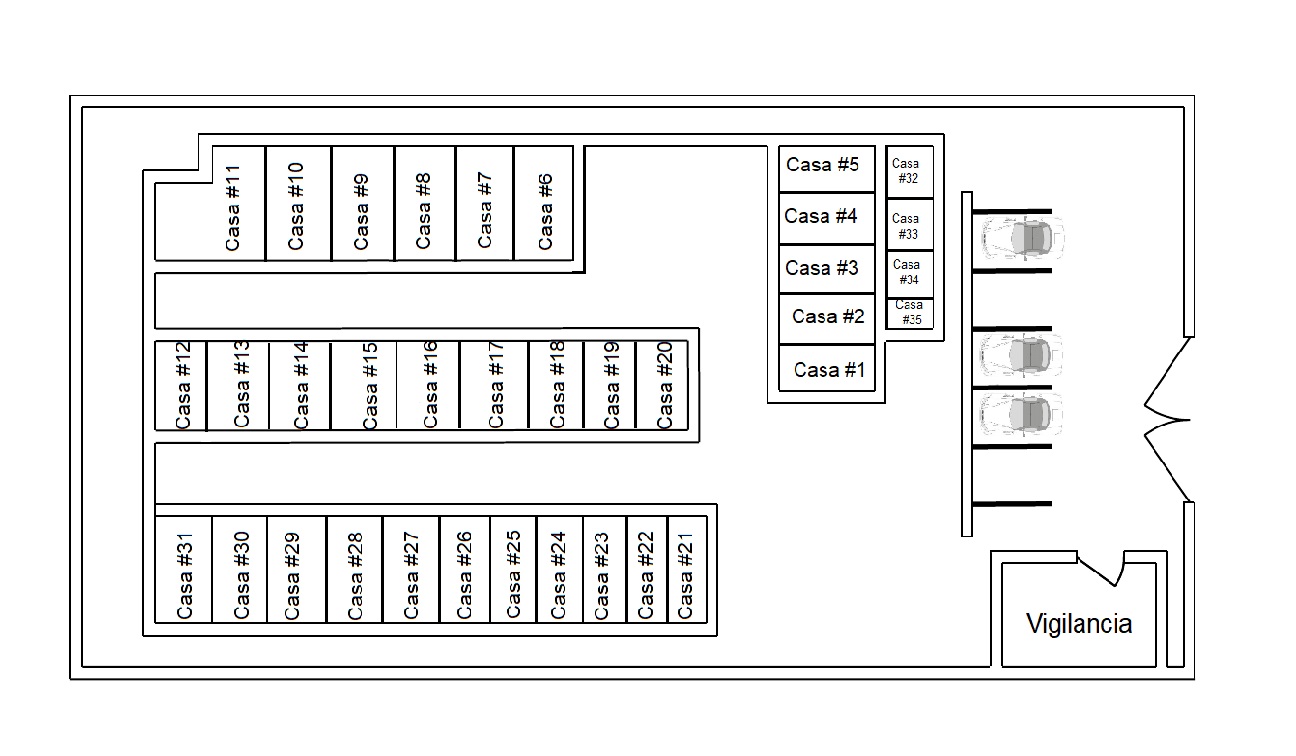 Casa #11
Casa #10
Casa #9
Casa #8
Casa #7
Casa #6
Casa #5
Casa #4
Casa #3
Casa #2
Casa #1
Casa
#32
Casa
#33
Casa
#34
Casa
#35
Casa #12
Casa #13
Casa #14
Casa #15
Casa #16
Casa #17
Casa #18
Casa #19
Casa #20
Casa #31
Casa #30
Casa #29
Casa #28
Casa #27
Casa #26
Casa #25
Casa #24
Casa #23
Casa #22
Casa #21
Vigilancia